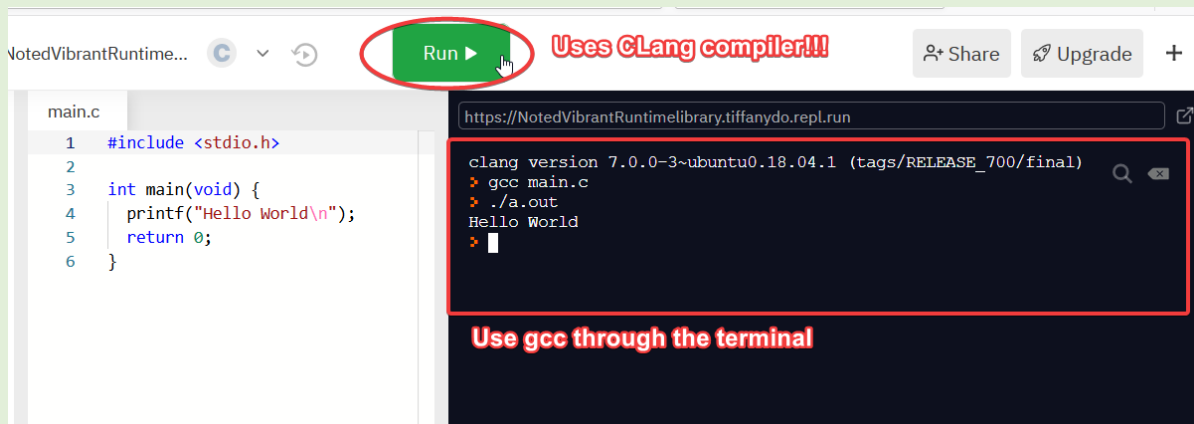 NotedVibrantRuntime... C
Run
Uses CLang compiler!!!
Share
Upgrade
+
main.c
1 #include <stdio.h>
2
3 int main(void) {
4 printf("Hello World\n");
5 return 0;
6 }
https://NotedVibrantRuntimelibrary.tiffanydo.repl.run
clang version 7.0.0-3~ubuntu0.18.04.1 (tags/RELEASE_700/final)
> gcc main.c
> ./a.out
Hello World
>
Use gcc through the terminal